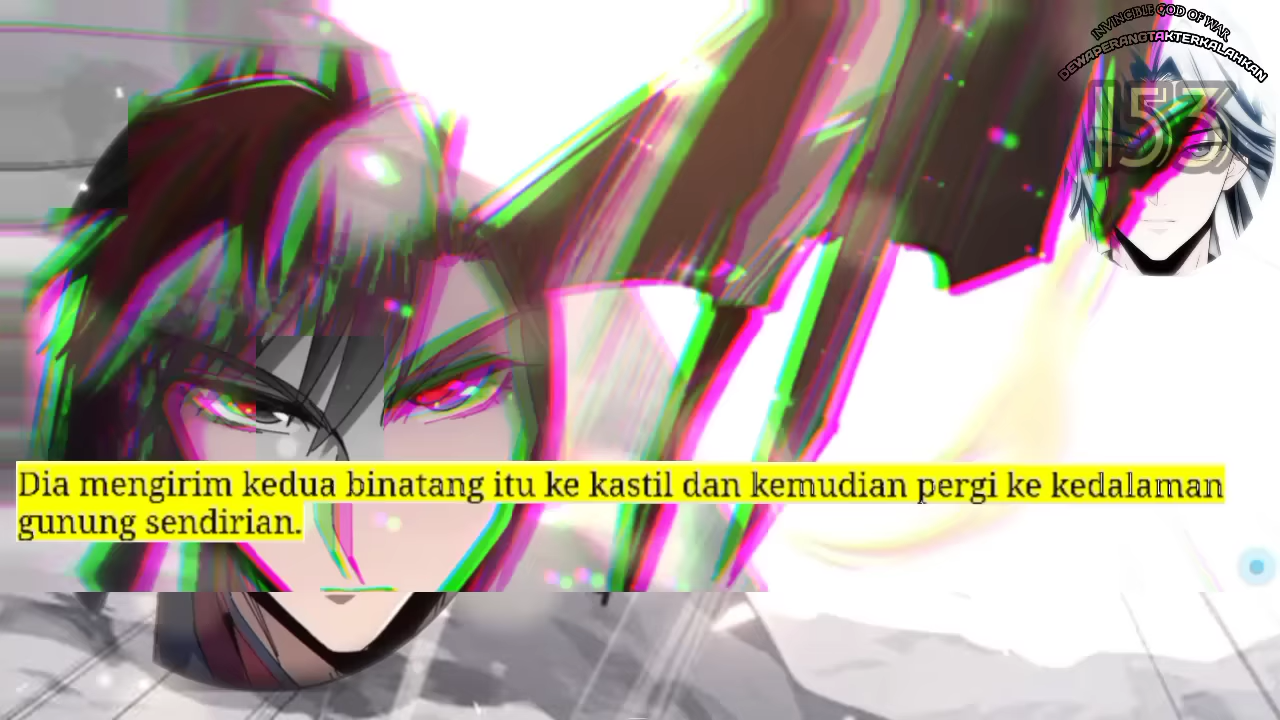 INVINCIBLE GOD OF WAR
DEWAPERANGTAKTERKALAHKAN
153
Dia mengirim kedua binatang itu ke kastil dan kemudian pergi ke kedalaman
gunung sendirian.